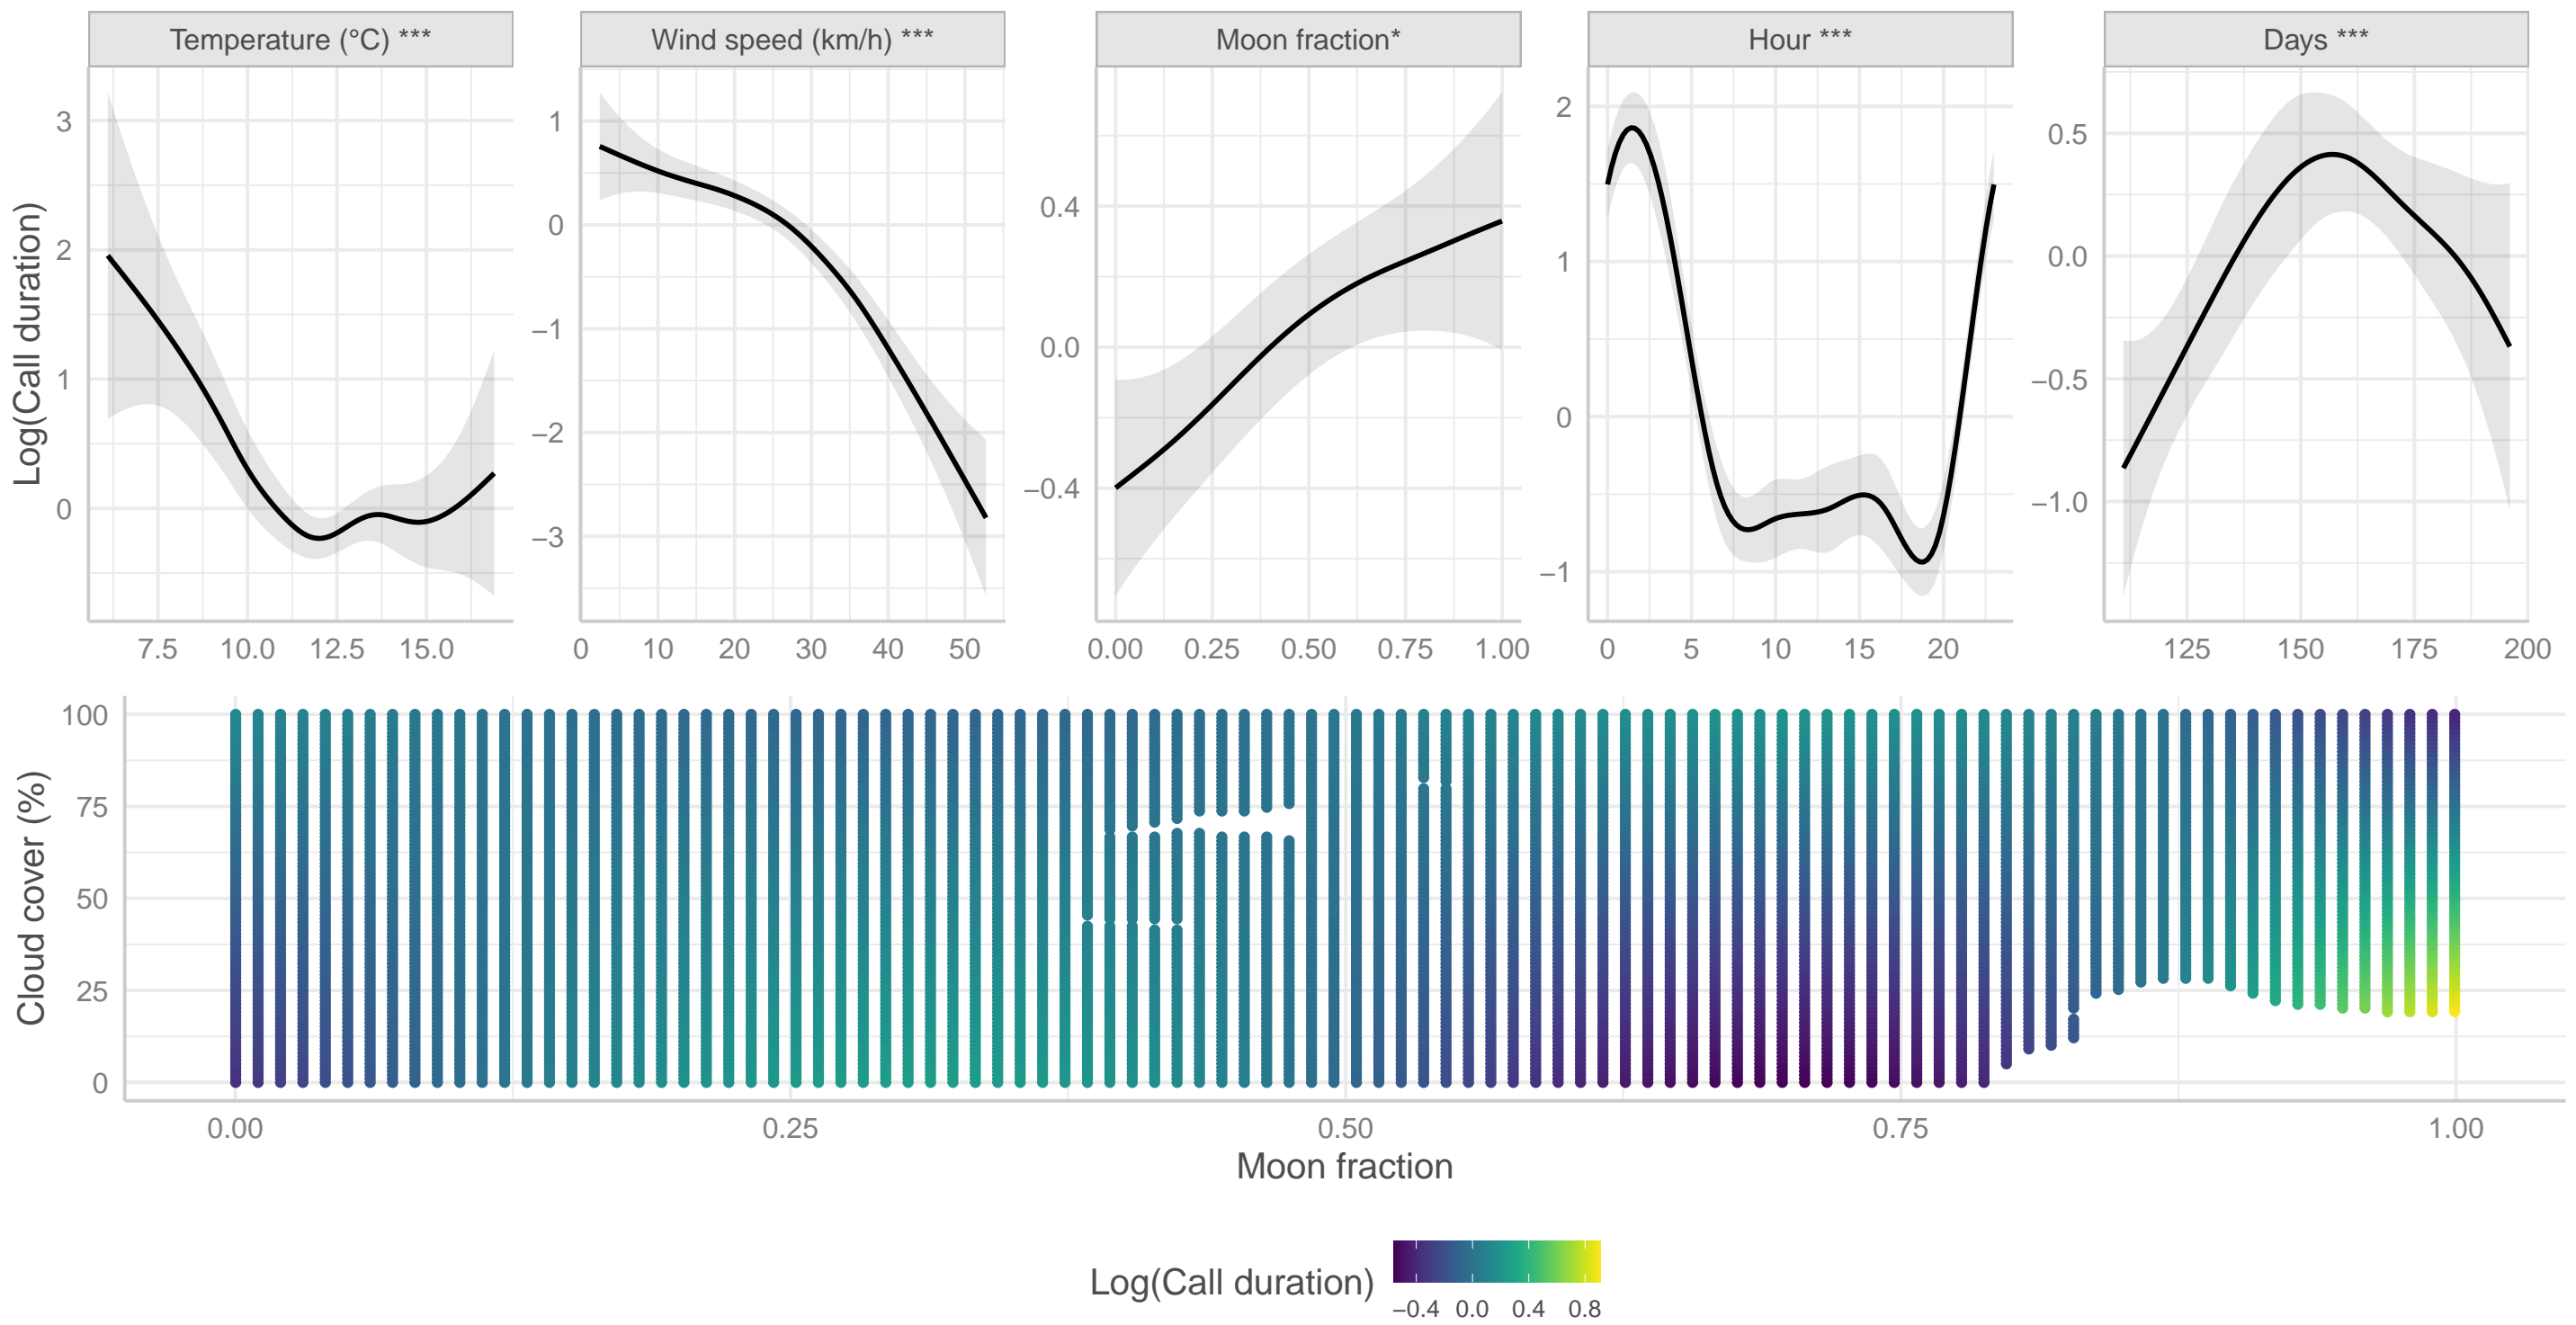 Temperature (°C) ***
Wind speed (km/h) ***
Moon fraction*
Hour ***
Days ***
Log(Call duration)
3
2
1
0
7.5 10.0 12.5 15.0
1
0
−1
−2
−3
0 10 20 30 40 50
0.4
0.0
−0.4
0.00 0.25 0.50 0.75 1.00
2
1
0
−1
0 5 10 15 20
0.5
0.0
−0.5
−1.0
125 150 175 200
Cloud cover (%)
100
75
50
25
0
0.00 0.25 0.50 0.75 1.00
Moon fraction
Log(Call duration)
−0.4 0.0 0.4 0.8